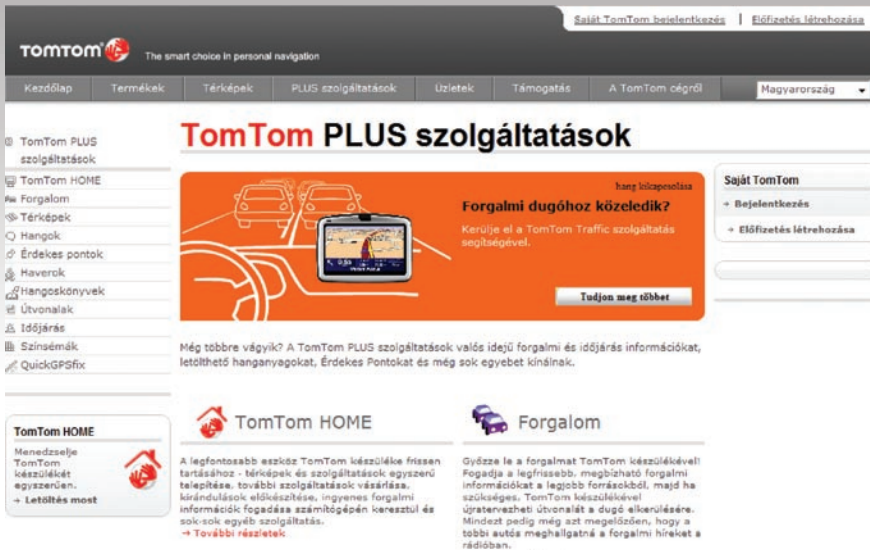 Saját TomTom bejelentkezés | Előfizetés létrehozása
TOMTOM The smart choice in personal navigation
Kezdőlap Termékek Térképek PLUS szolgáltatások Üzletek Támogatás A TomTom cégről Magyarország
TomTom PLUS
szolgáltatások
TomTom HOME
Forgalom
Térképek
Hangok
Érdekes pontok
Haverok
Hangoskönyvek
Útvonalak
Időjárás
Színsémák
QuickGPSfix
TomTom HOME
Menedzselje
TomTom
készülékét
egyszerűen.
→ Letöltés most
TomTom PLUS szolgáltatások
hang kikapcsolása
Forgalmi dugóhoz közeledik?
Kerülje el a TomTom Traffic szolgáltatás
segítségével.
Tudjon meg többet
Még többre vágyik? A TomTom PLUS szolgáltatások valós idejű forgalmi és időjárás információkat,
letölthető hanganyagokat, Érdekes Pontokat és még sok egyebet kínálnak.
TomTom HOME
A legfontosabb eszköz TomTom készüléke frissen
tartásához - térképek és szolgáltatások egyszerű
telepítése, további szolgáltatások vásárlása,
kirándulások előkészítése, ingyenes forgalmi
információk fogadása számítógépén keresztül és
sok-sok egyéb szolgáltatás.
→ További részletek
Forgalom
Győzze le a forgalmat TomTom készülékével!
Fogadja a legfrissebb, megbízható forgalmi
információkat a legjobb forrásokból, majd ha
szükséges, TomTom készülékével
újratervezheti útvonalát a dugó elkerülésére.
Mindezt pedig még azt megelőzően, hogy a
többi autós meghallgatná a forgalmi híreket a
rádióban.
Saját TomTom
→ Bejelentkezés
→ Előfizetés létrehozása